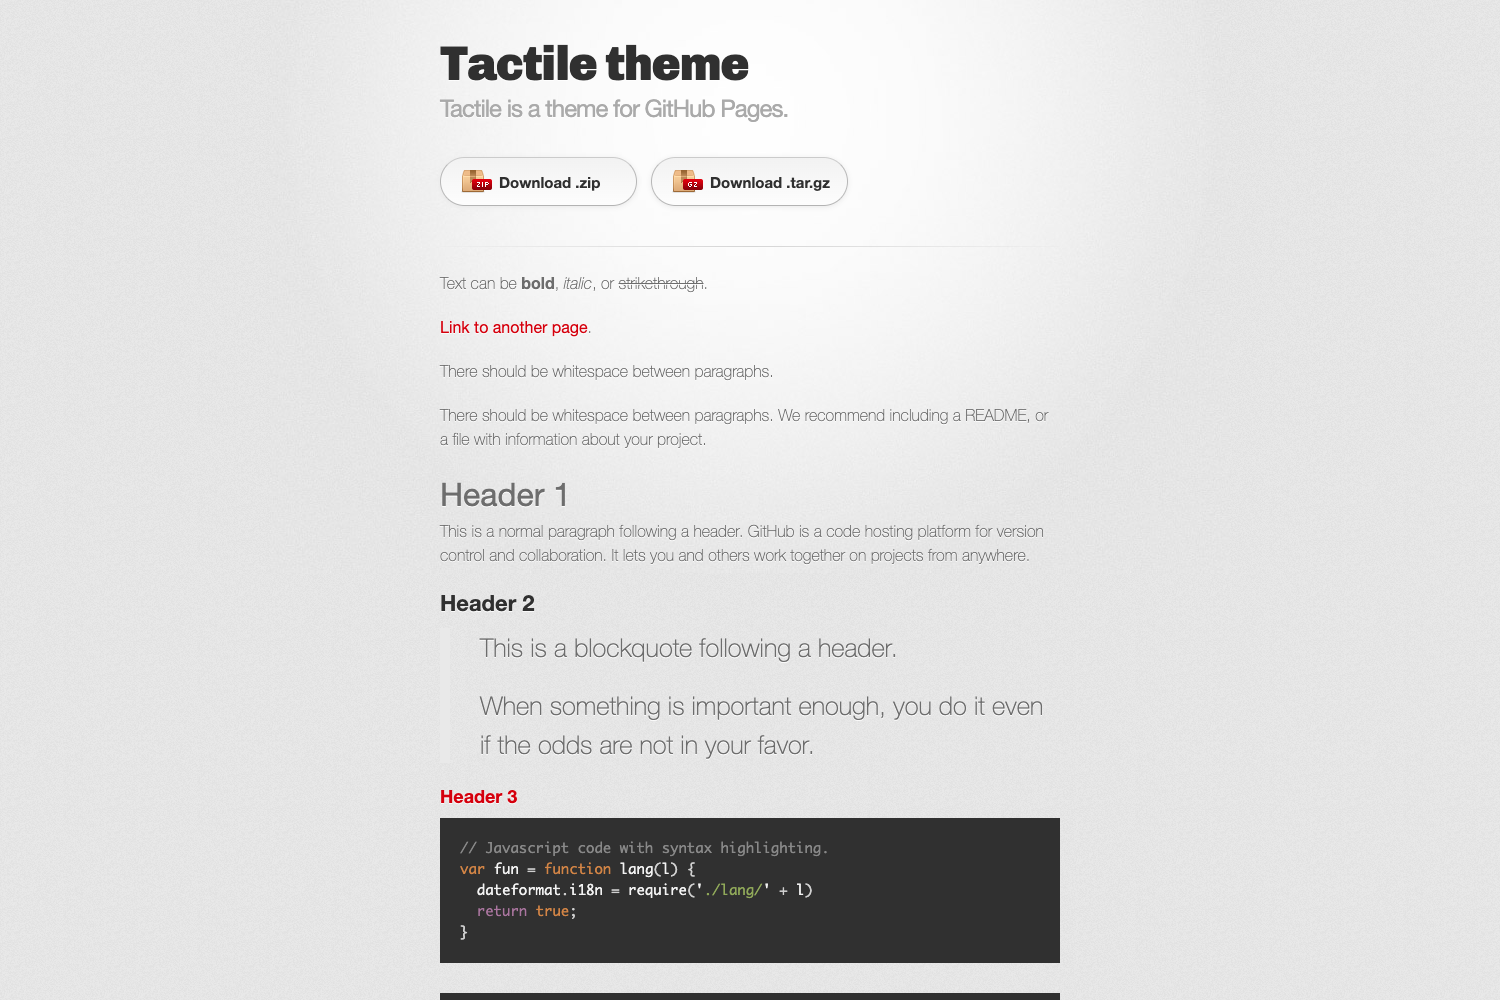 Tactile theme
Tactile is a theme for GitHub Pages.
ZIP Download .zip
GZ Download .tar.gz
Text can be bold, italic, or strikethrough.
Link to another page.
There should be whitespace between paragraphs.
There should be whitespace between paragraphs. We recommend including a README, or
a file with information about your project.
Header 1
This is a normal paragraph following a header. GitHub is a code hosting platform for version
control and collaboration. It lets you and others work together on projects from anywhere.
Header 2
This is a blockquote following a header.
When something is important enough, you do it even
if the odds are not in your favor.
Header 3
// Javascript code with syntax highlighting.
var fun = function lang(l) {
  dateformat.i18n = require('./lang/' + l)
  return true;
}